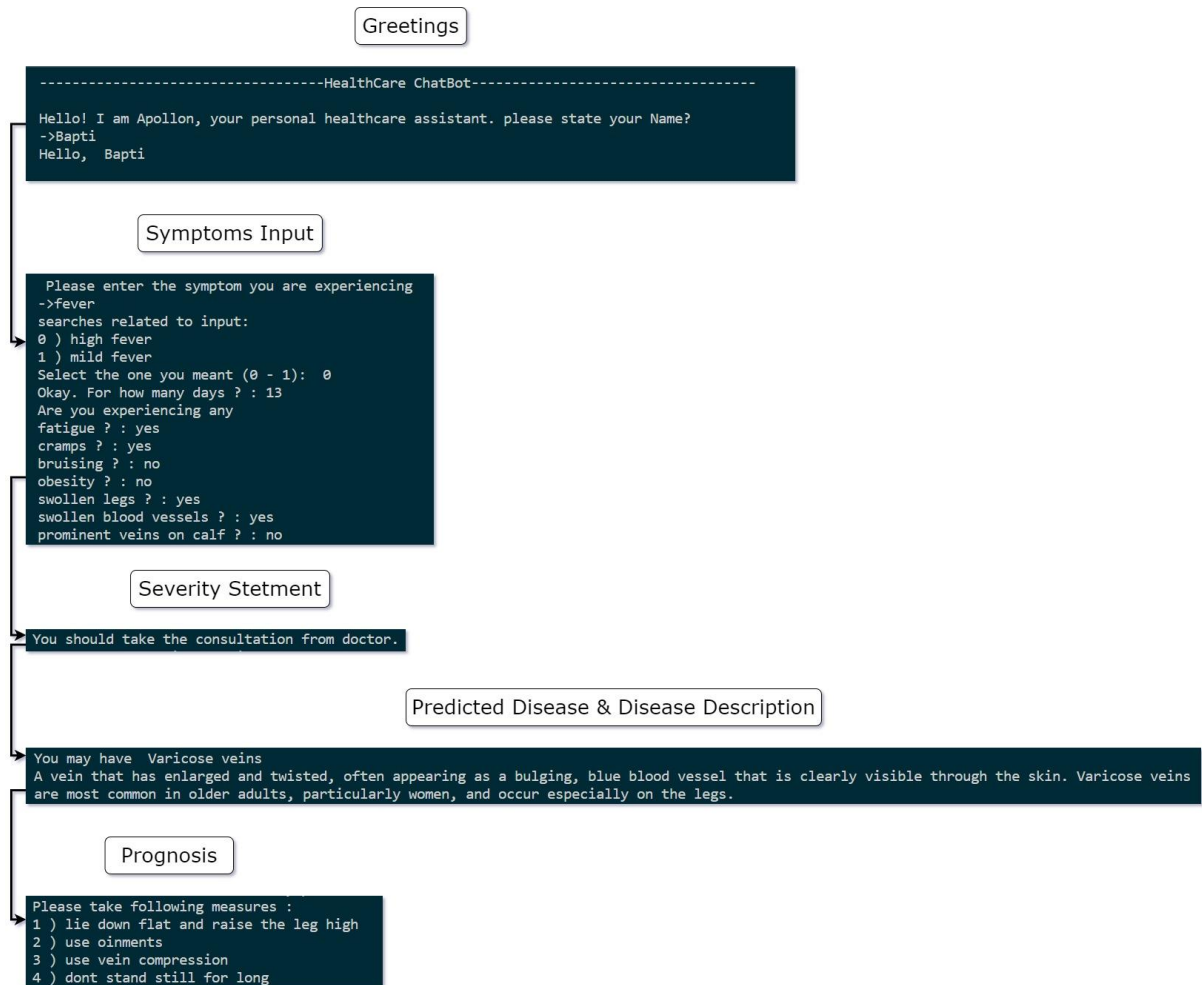 Greetings
-----------------------------------HealthCare ChatBot-----------------------------------
Hello! I am Apollon, your personal healthcare assistant. please state your Name?
->Bapti
Hello,  Bapti
Symptoms Input
Please enter the symptom you are experiencing
->fever
searches related to input:
0 ) high fever
1 ) mild fever
Select the one you meant (0 - 1):  0
Okay. For how many days ? : 13
Are you experiencing any
fatigue ? : yes
cramps ? : yes
bruising ? : no
obesity ? : no
swollen legs ? : yes
swollen blood vessels ? : yes
prominent veins on calf ? : no
Severity Stetment
You should take the consultation from doctor.
Predicted Disease & Disease Description
You may have  Varicose veins
A vein that has enlarged and twisted, often appearing as a bulging, blue blood vessel that is clearly visible through the skin. Varicose veins
are most common in older adults, particularly women, and occur especially on the legs.
Prognosis
Please take following measures :
1 ) lie down flat and raise the leg high
2 ) use oinments
3 ) use vein compression
4 ) dont stand still for long